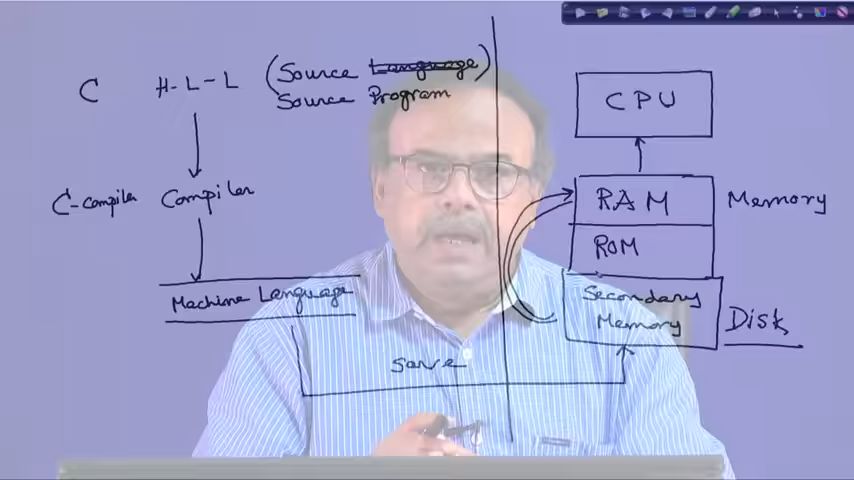 C H-L-L (Source Language)
Source Program
C-compiler Compiler
Machine Language
Save
CPU
RAM Memory
ROM
Secondary
Memory Disk